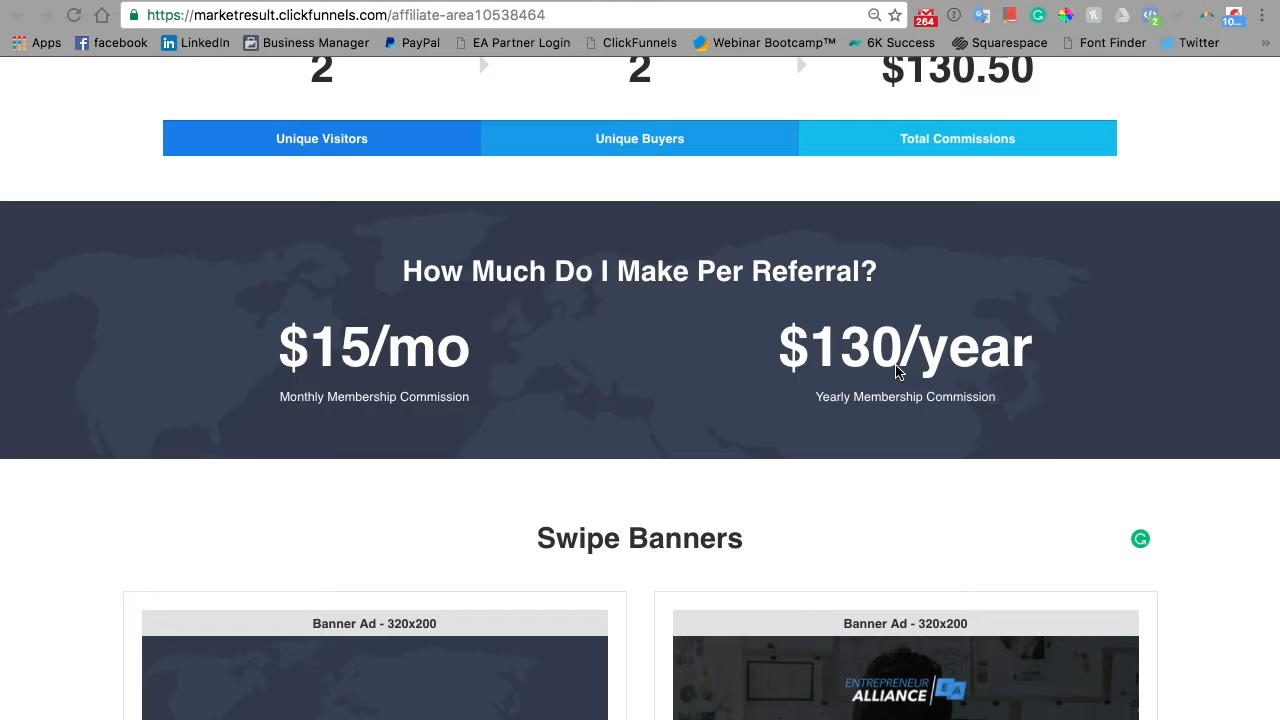 https://marketresult.clickfunnels.com/affiliate-area10538464
264
2
10...
Apps facebook LinkedIn Business Manager PayPal EA Partner Login ClickFunnels Webinar Bootcamp™ 6K Success Squarespace Font Finder Twitter »
2 2 $130.50
Unique Visitors Unique Buyers Total Commissions
How Much Do I Make Per Referral?
$15/mo $130/year
Monthly Membership Commission Yearly Membership Commission
Swipe Banners
Banner Ad - 320x200 Banner Ad - 320x200
ENTREPRENEUR
ALLIANCE EA